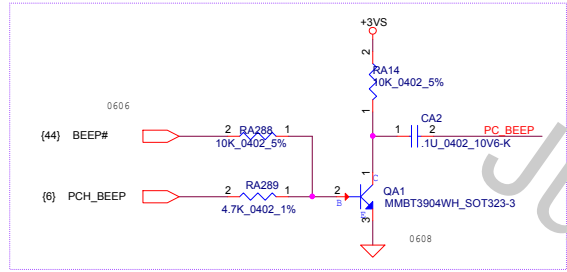 +3VS
2
RA14
10K_0402_5%
1
0606
CA2
1 2 PC_BEEP
.1U_0402_10V6-K
{44} BEEP# 2 RA288 1
10K_0402_5%
1
C
{6} PCH_BEEP 2 RA289 1
4.7K_0402_1%
2
B
QA1
MMBT3904WH_SOT323-3
E
3
0608